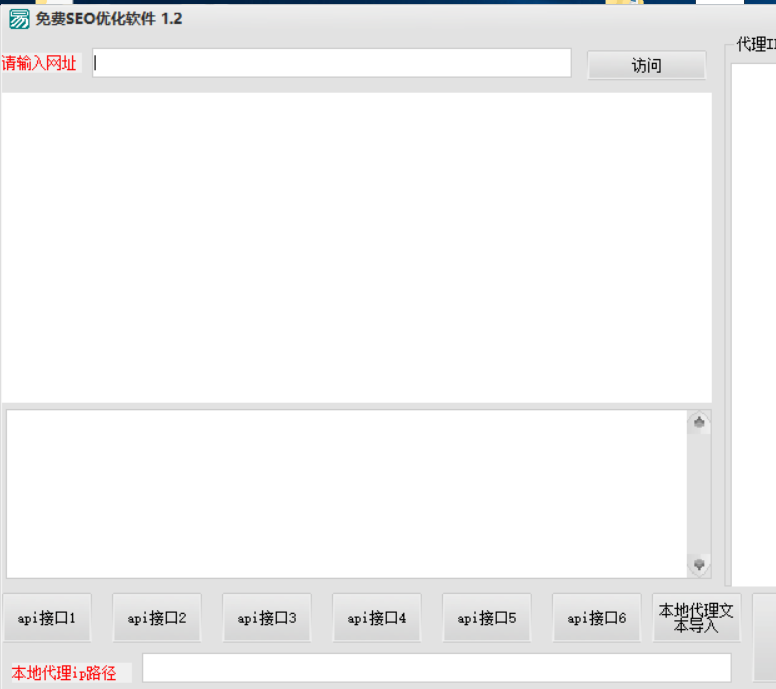 免费SEO优化软件 1.2
请输入网址
访问
代理I
api接口1
api接口2
api接口3
api接口4
api接口5
api接口6
本地代理文
本导入
本地代理ip路径